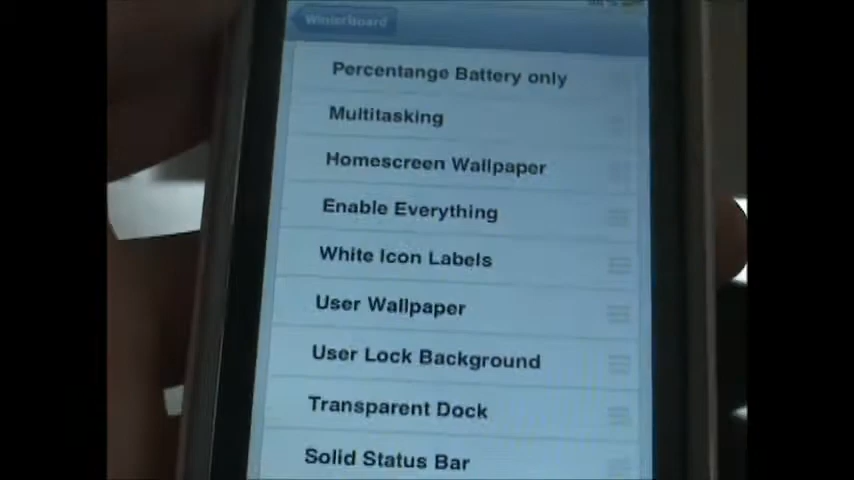 WinterBoard
Percentange Battery only
Multitasking
Homescreen Wallpaper
Enable Everything
White Icon Labels
User Wallpaper
User Lock Background
Transparent Dock
Solid Status Bar